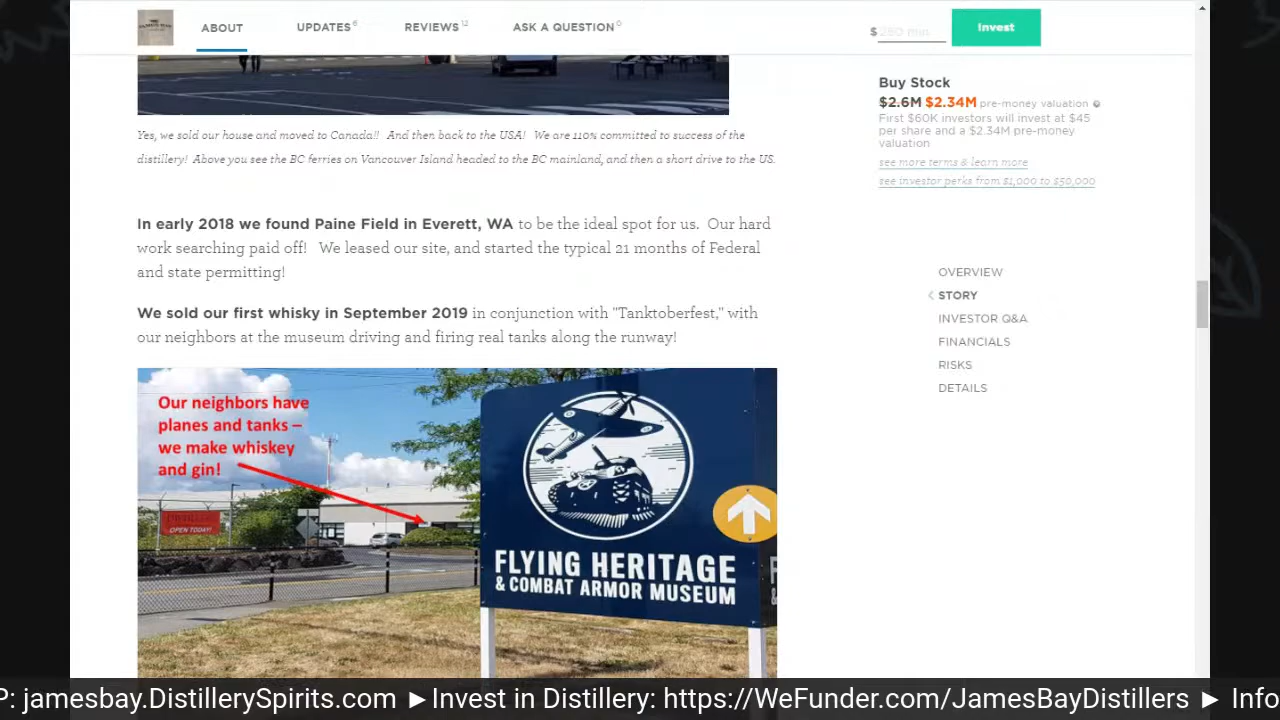 ABOUT
UPDATES 6
REVIEWS 12
ASK A QUESTION 0
$ 250 min
Invest
Buy Stock
$2.6M $2.34M pre-money valuation
First $60K investors will invest at $45
per share and a $2.34M pre-money
valuation
see more terms & learn more
see investor perks from $1,000 to $50,000
Yes, we sold our house and moved to Canada!! And then back to the USA! We are 110% committed to success of the
distillery! Above you see the BC ferries on Vancouver Island headed to the BC mainland, and then a short drive to the US.
In early 2018 we found Paine Field in Everett, WA to be the ideal spot for us. Our hard
work searching paid off! We leased our site, and started the typical 21 months of Federal
and state permitting!
We sold our first whisky in September 2019 in conjunction with "Tanktoberfest," with
our neighbors at the museum driving and firing real tanks along the runway!
OVERVIEW
STORY
INVESTOR Q&A
FINANCIALS
RISKS
DETAILS
Our neighbors have
planes and tanks –
we make whiskey
and gin!
DISTILLERY
OPEN TODAY!
FLYING HERITAGE
& COMBAT ARMOR MUSEUM
P: jamesbay.DistillerySpirits.com ►Invest in Distillery: https://WeFunder.com/JamesBayDistillers ► Info